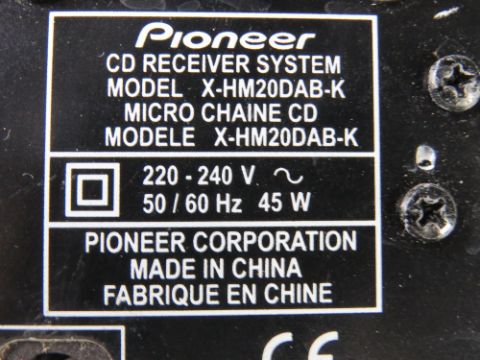 Pioneer
CD RECEIVER SYSTEM
MODEL X-HM20DAB-K
MICRO CHAINE CD
MODELE X-HM20DAB-K
220 - 240 V ~
50 / 60 Hz 45 W
PIONEER CORPORATION
MADE IN CHINA
FABRIQUE EN CHINE
CE